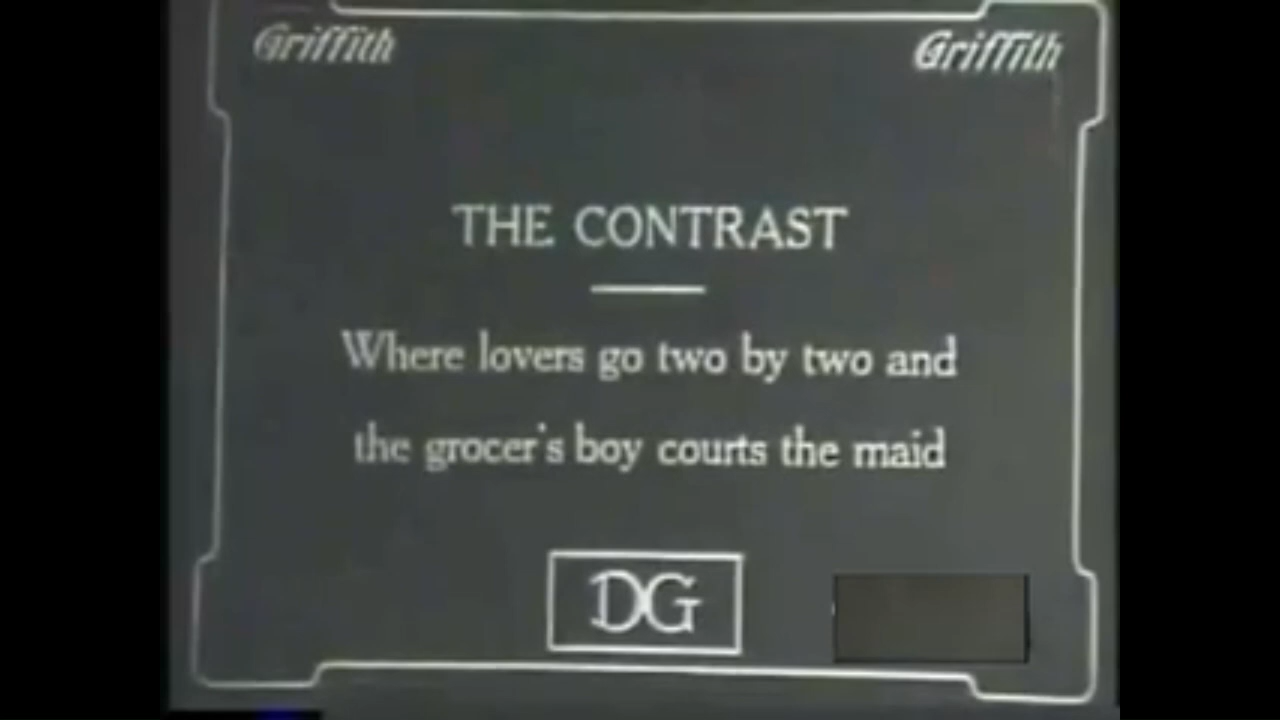 Griffith Griffith
THE CONTRAST
Where lovers go two by two and
the grocer's boy courts the maid
DG